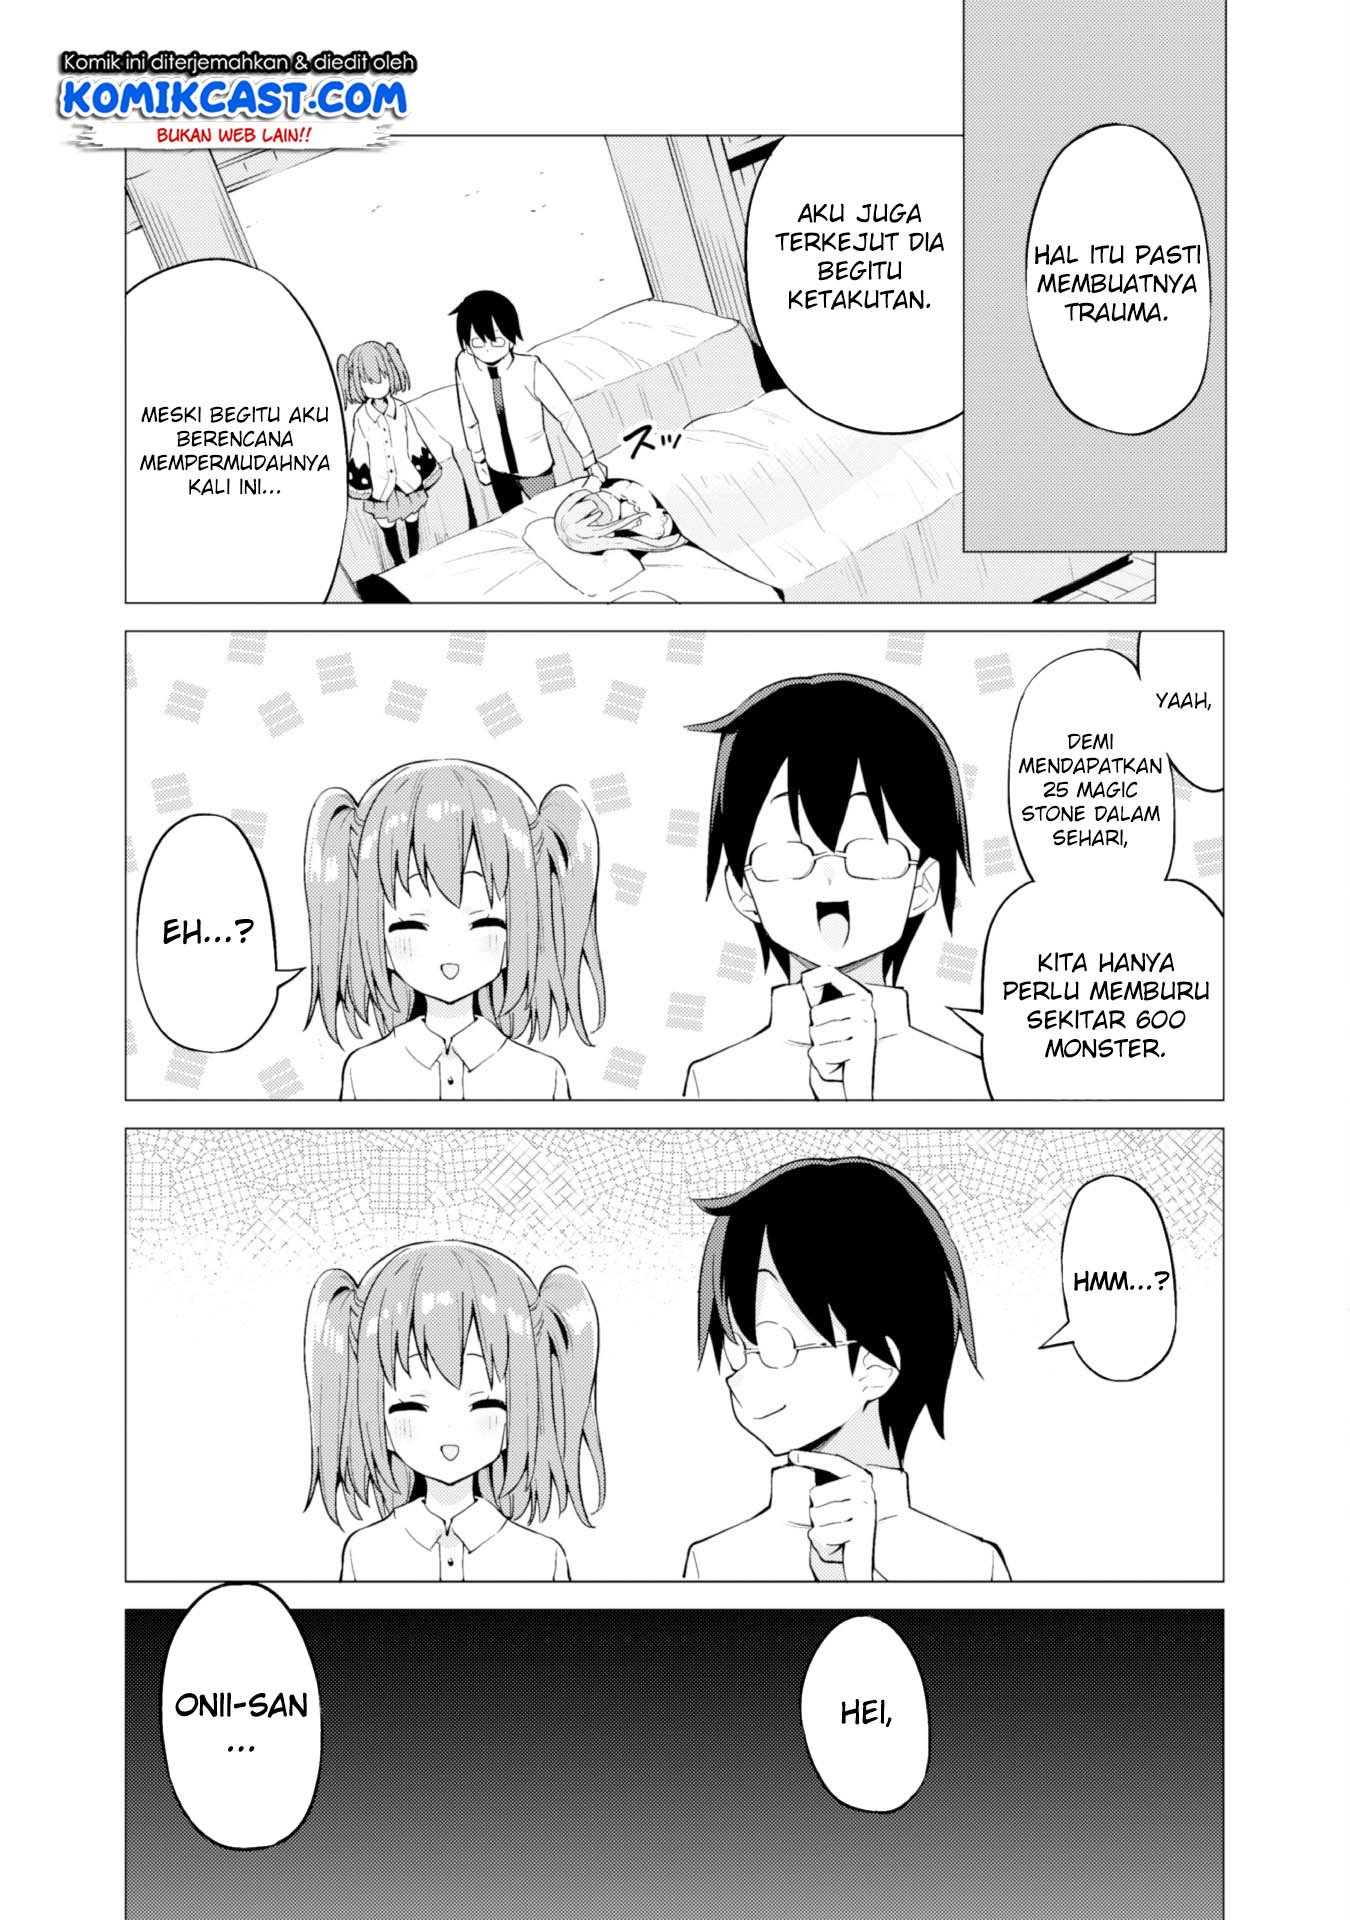 Komik ini diterjemahkan & diedit oleh
KOMIKCAST.COM
BUKAN WEB LAIN!!
HAL ITU PASTI
MEMBUATNYA
TRAUMA.
AKU JUGA
TERKEJUT DIA
BEGITU
KETAKUTAN.
スッ
MESKI BEGITU AKU
BERENCANA
MEMPERMUDAHNYA
KALI INI...
YAAH,
DEMI
MENDAPATKAN
25 MAGIC
STONE DALAM
SEHARI,
KITA HANYA
PERLU MEMBURU
SEKITAR 600
MONSTER.
EH...?
HMM...?
HEI,
ONII-SAN
...